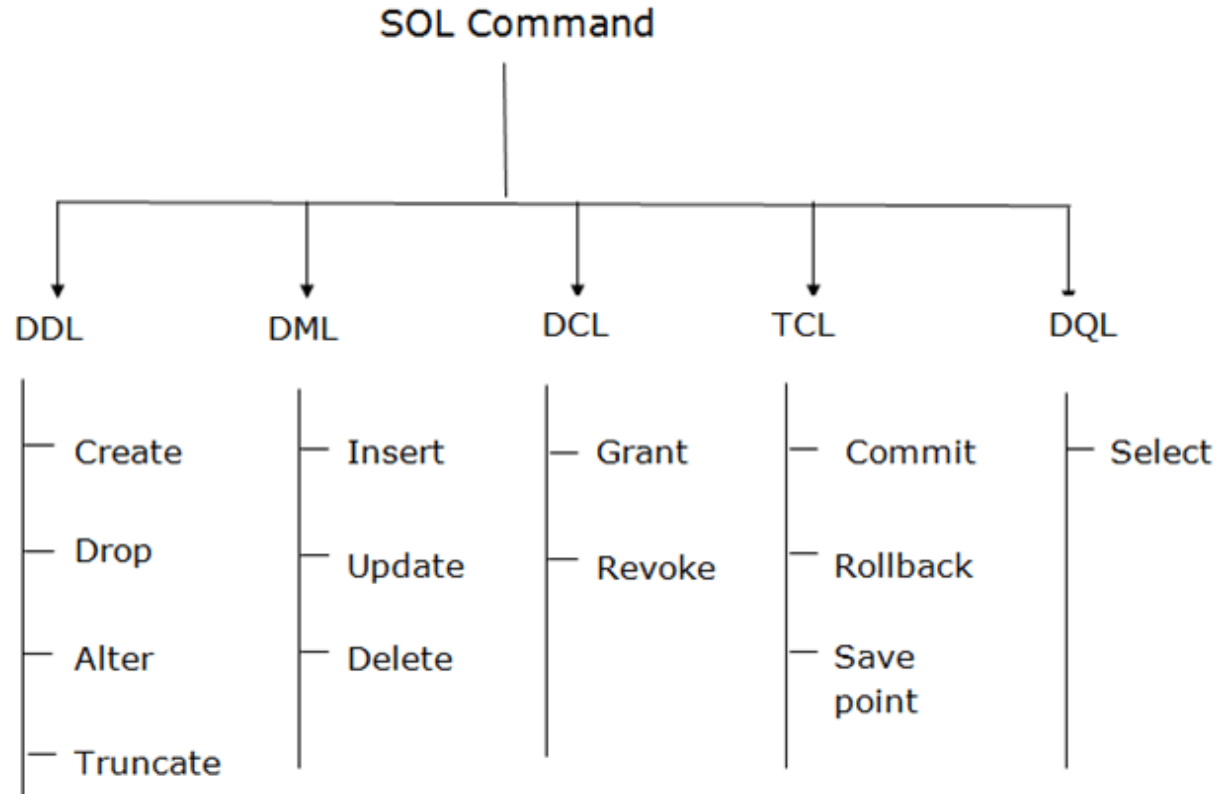 SOL Command
DDL
DML
DCL
TCL
DQL
Create
Insert
Grant
Commit
Select
Drop
Update
Revoke
Rollback
Alter
Delete
Save
point
Truncate